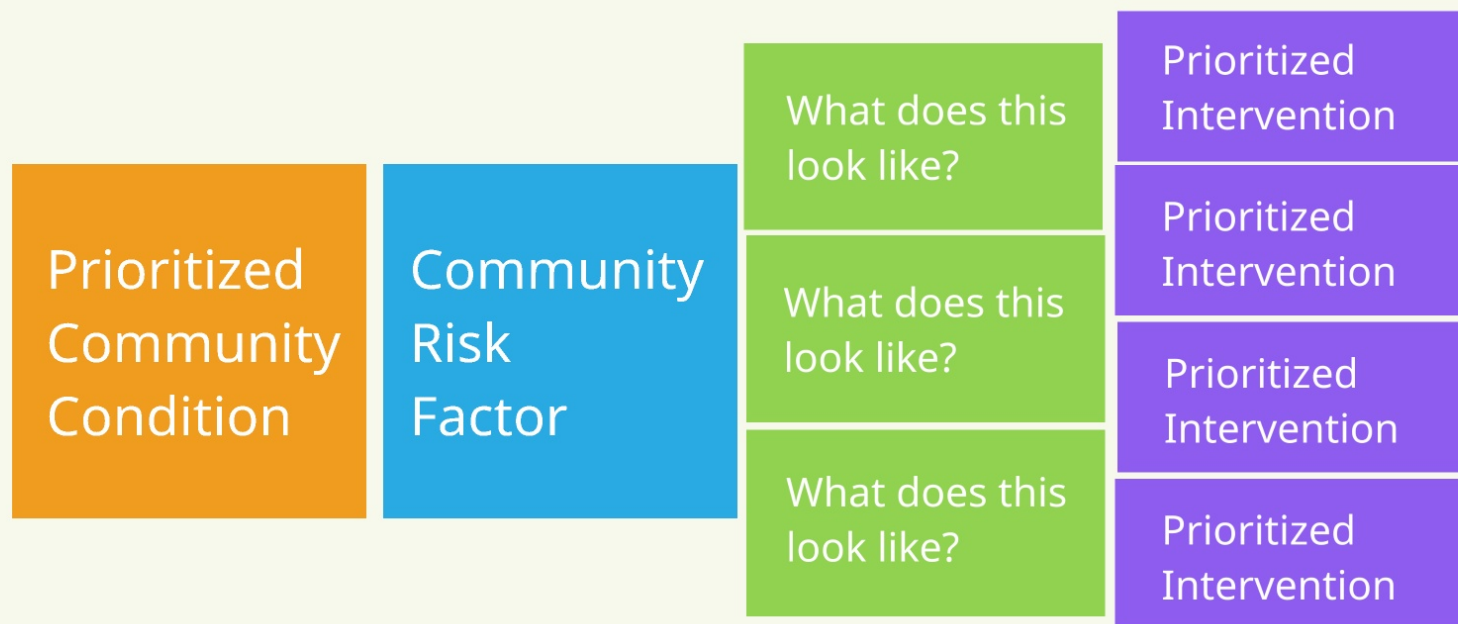 Prioritized
Community
Condition
Community
Risk
Factor
What does this
look like?
What does this
look like?
What does this
look like?
Prioritized
Intervention
Prioritized
Intervention
Prioritized
Intervention
Prioritized
Intervention